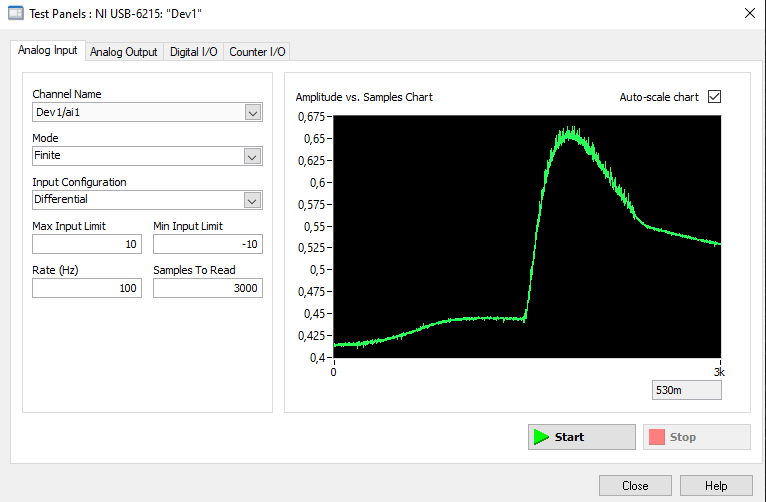 Test Panels : NI USB-6215: "Dev1"
Analog Input Analog Output Digital I/O Counter I/O
Channel Name
Dev1/ai1
Mode
Finite
Input Configuration
Differential
Max Input Limit Min Input Limit
10 -10
Rate (Hz) Samples To Read
100 3000
Amplitude vs. Samples Chart Auto-scale chart
0,675
0,65
0,625
0,6
0,575
0,55
0,525
0,5
0,475
0,45
0,425
0,4
0 3k
530m
Start Stop
Close Help